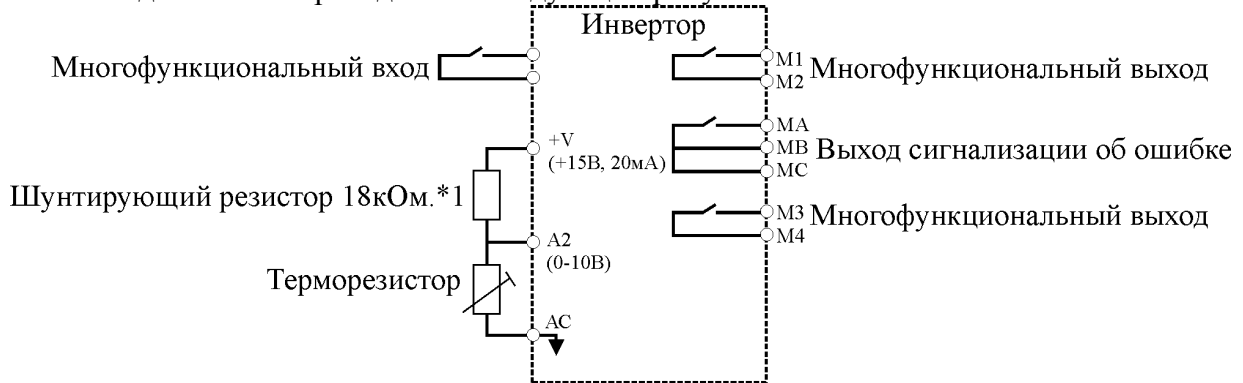 Инвертор
Многофункциональный вход
M1
M2
Многофункциональный выход
+V
(+15В, 20мА)
MA
MB
MC
Выход сигнализации об ошибке
Шунтирующий резистор 18кОм.*1
A2
(0-10В)
M3
M4
Многофункциональный выход
Терморезистор
AC